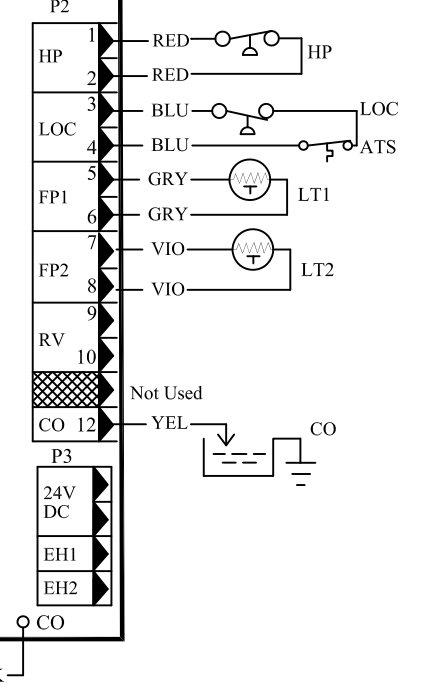 P2
HP
1 RED
HP
2 RED
LOC
3 BLU
LOC
4 BLU
ATS
FP1
5 GRY
LT1
6 GRY
FP2
7 VIO
LT2
8 VIO
RV
9
10
Not Used
CO 12 YEL
CO
P3
24V
DC
EH1
EH2
CO